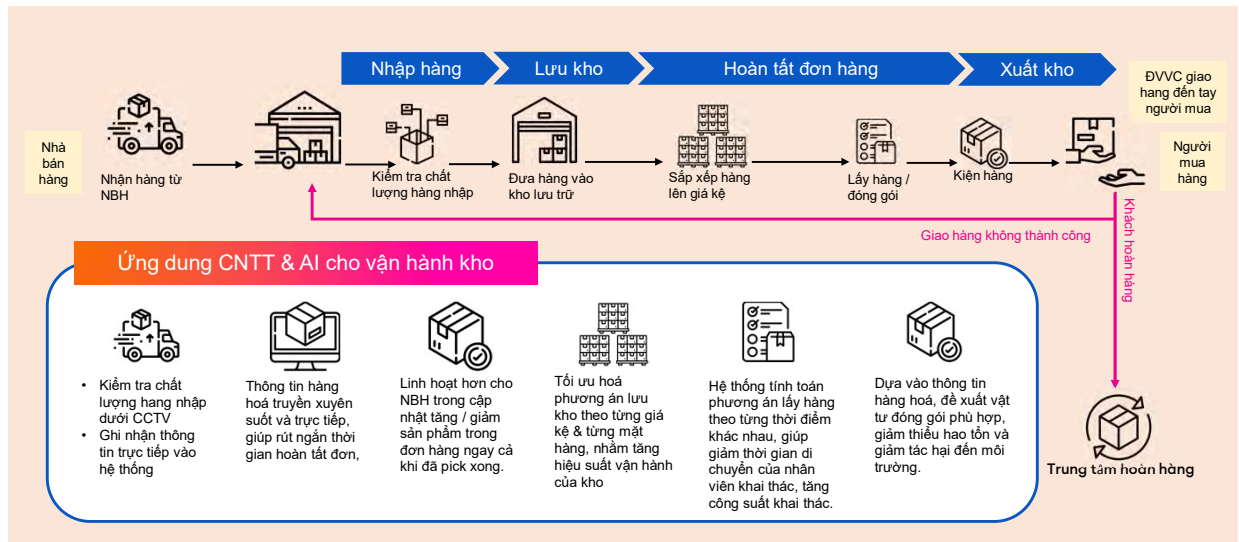 Nhập hàng
Lưu kho
Hoàn tất đơn hàng
Xuất kho
ĐVVC giao
hang đến tay
người mua
Nhà
bán
hàng
Nhận hàng từ
NBH
Kiểm tra chất
lượng hàng nhập
Đưa hàng vào
kho lưu trữ
Sắp xếp hàng
lên giá kệ
Lấy hàng /
đóng gói
Kiện hàng
Người
mua
hàng
Giao hàng không thành công
Khách hoàn hàng
Ứng dung CNTT & AI cho vận hành kho
• Kiểm tra chất
lượng hang nhập
dưới CCTV
• Ghi nhận thông
tin trực tiếp vào
hệ thống
Thông tin hàng
hoá truyền xuyên
suốt và trực tiếp,
giúp rút ngắn thời
gian hoàn tất đơn,
Linh hoạt hơn cho
NBH trong cập
nhật tăng / giảm
sản phẩm trong
đơn hàng ngay cả
khi đã pick xong.
Tối ưu hoá
phương án lưu
kho theo từng giá
kệ & từng mặt
hàng, nhằm tăng
hiệu suất vận hành
của kho
Hệ thống tính toán
phương án lấy hàng
theo từng thời điểm
khác nhau, giúp
giảm thời gian di
chuyển của nhân
viên khai thác, tăng
công suất khai thác.
Dựa vào thông tin
hàng hoá, đề xuất vật
tư đóng gói phù hợp,
giảm thiểu hao tổn và
giảm tác hại đến môi
trường.
Trung tâm hoàn hàng